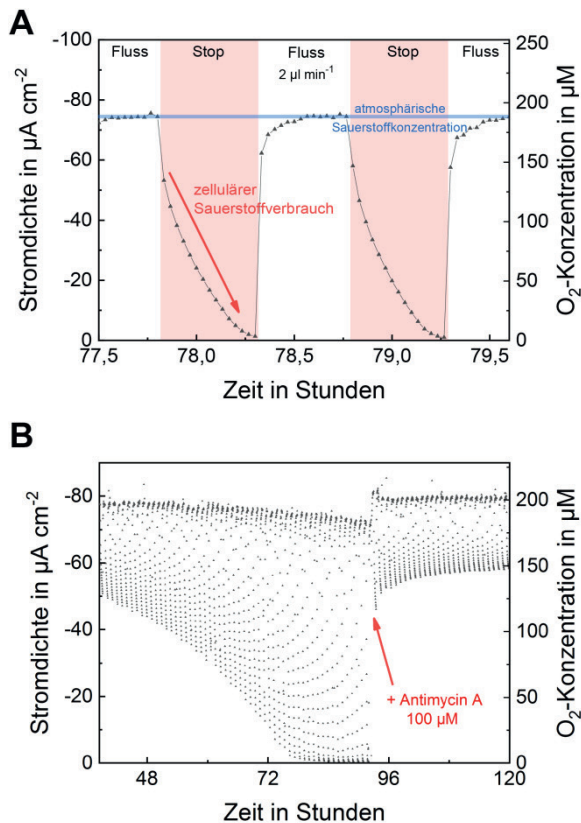 A
Stromdichte in µA cm-2
-100
-80
-60
-40
-20
0
Fluss
Stop
Fluss
2 µl min-1
Stop
Fluss
atmosphärische
Sauerstoffkonzentration
zellulärer
Sauerstoffverbrauch
250
200
150
100
50
0
O2-Konzentration in µM
77,5
78,0
78,5
79,0
79,5
Zeit in Stunden
B
Stromdichte in µA cm-2
-80
-60
-40
-20
0
+ Antimycin A
100 µM
200
150
100
50
0
O2-Konzentration in µM
48
72
96
120
Zeit in Stunden